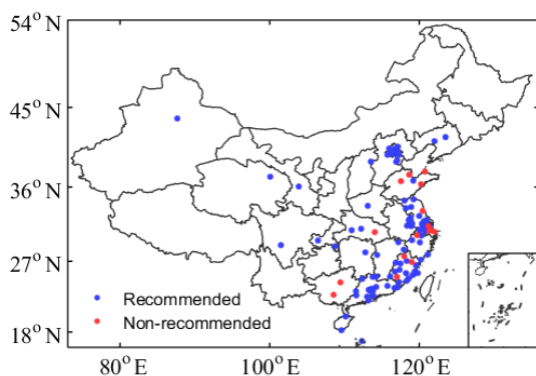 54° N
45° N
36° N
27° N
Recommended
Non-recommended
18° N
80° E
100° E
120° E